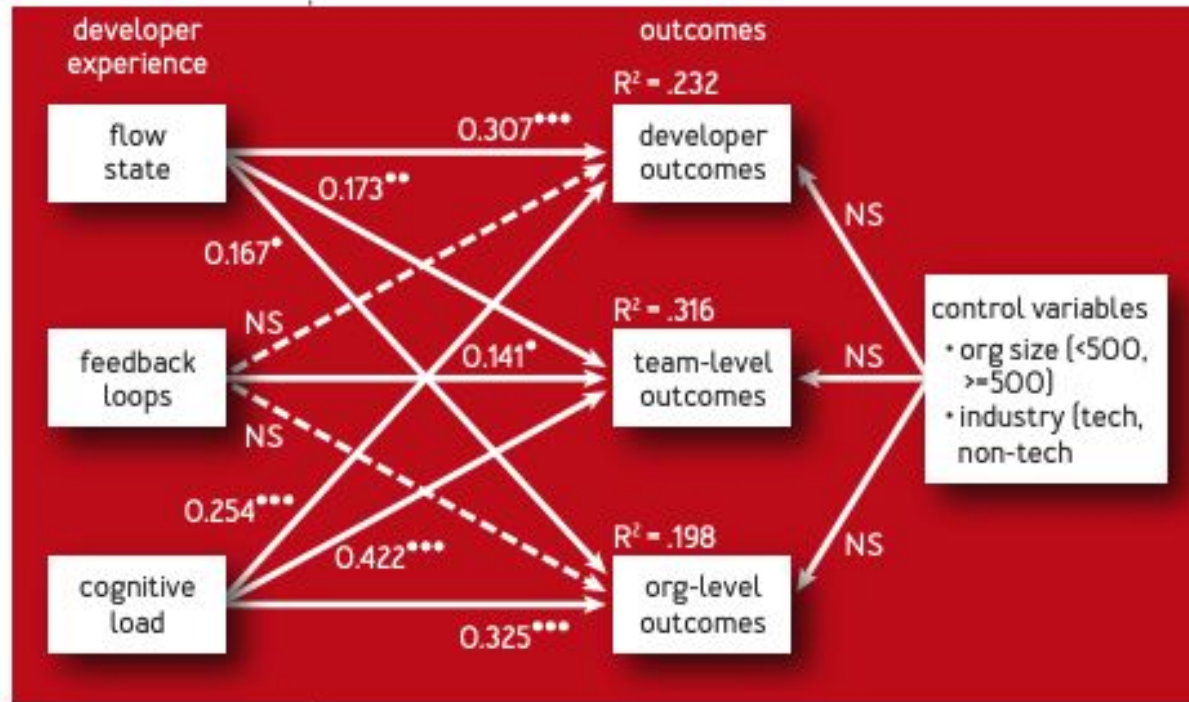 developer
experience
outcomes
R² = .232
flow
state
0.307•••
developer
outcomes
0.173••
NS
0.167•
R² = .316
control variables
• org size (<500,
>=500)
• industry (tech,
non-tech
NS
feedback
loops
0.141•
team-level
outcomes
NS
NS
0.254•••
R² = .198
NS
0.422•••
cognitive
load
org-level
outcomes
0.325•••